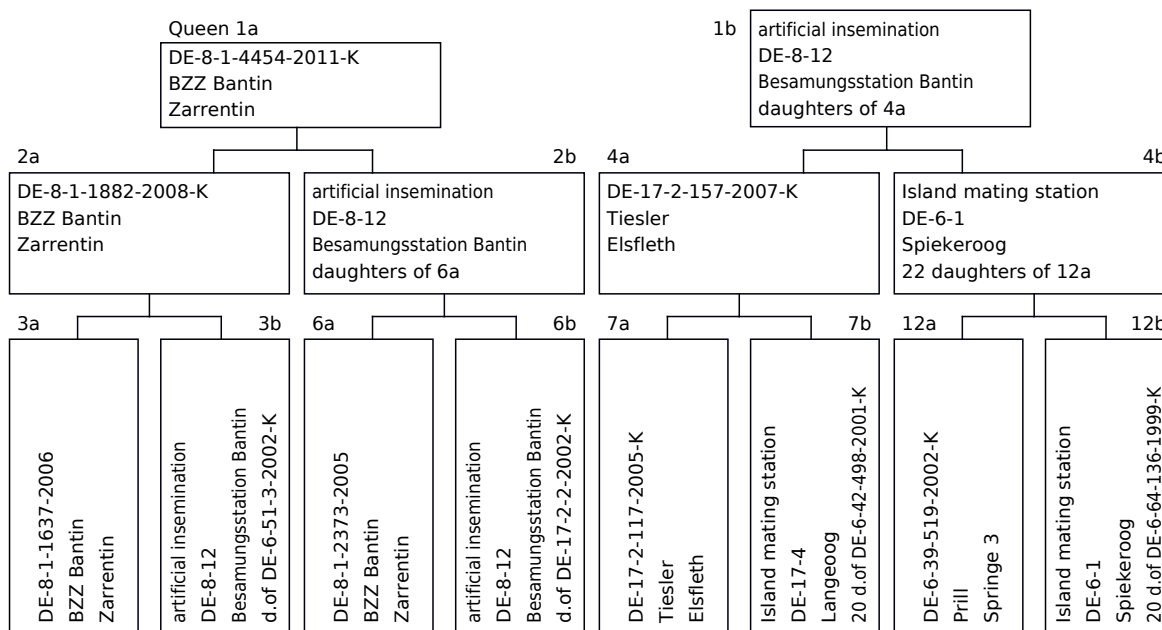 Queen 1a
DE-8-1-4454-2011-K
BZZ Bantin
Zarrentin
1b
artificial insemination
DE-8-12
Besamungsstation Bantin
daughters of 4a
2a
DE-8-1-1882-2008-K
BZZ Bantin
Zarrentin
2b
artificial insemination
DE-8-12
Besamungsstation Bantin
daughters of 6a
4a
DE-17-2-157-2007-K
Tiesler
Elsfleth
4b
Island mating station
DE-6-1
Spiekeroog
22 daughters of 12a
3a
DE-8-1-1637-2006
BZZ Bantin
Zarrentin
3b
artificial insemination
DE-8-12
Besamungsstation Bantin
d.of DE-6-51-3-2002-K
6a
DE-8-1-2373-2005
BZZ Bantin
Zarrentin
6b
artificial insemination
DE-8-12
Besamungsstation Bantin
d.of DE-17-2-2-2002-K
7a
DE-17-2-117-2005-K
Tiesler
Elsfleth
7b
Island mating station
DE-17-4
Langeoog
20 d.of DE-6-42-498-2001-K
12a
DE-6-39-519-2002-K
Prill
Springe 3
12b
Island mating station
DE-6-1
Spiekeroog
20 d.of DE-6-64-136-1999-K